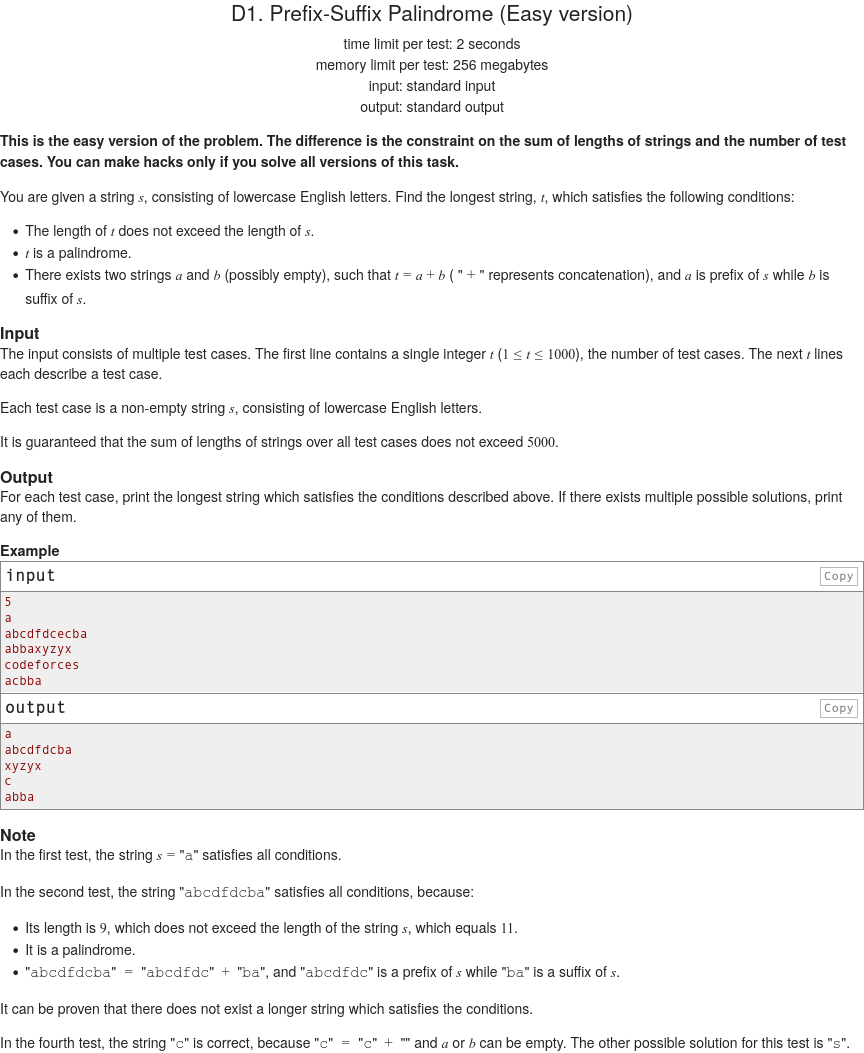 D1. Prefix-Suffix Palindrome (Easy version)
time limit per test: 2 seconds
memory limit per test: 256 megabytes
input: standard input
output: standard output
This is the easy version of the problem. The difference is the constraint on the sum of lengths of strings and the number of test
cases. You can make hacks only if you solve all versions of this task.
You are given a string s, consisting of lowercase English letters. Find the longest string, t, which satisfies the following conditions:
• The length of t does not exceed the length of s.
• t is a palindrome.
• There exists two strings a and b (possibly empty), such that t = a + b ( " + " represents concatenation), and a is prefix of s while b is
suffix of s.
Input
The input consists of multiple test cases. The first line contains a single integer t (1 ≤ t ≤ 1000), the number of test cases. The next t lines
each describe a test case.
Each test case is a non-empty string s, consisting of lowercase English letters.
It is guaranteed that the sum of lengths of strings over all test cases does not exceed 5000.
Output
For each test case, print the longest string which satisfies the conditions described above. If there exists multiple possible solutions, print
any of them.
Example
input Copy
5
a
abcdfdcecba
abbaxyzyx
codeforces
acbba
output Copy
a
abcdfdcba
xyzyx
c
abba
Note
In the first test, the string s = "a" satisfies all conditions.
In the second test, the string "abcdfdcba" satisfies all conditions, because:
• Its length is 9, which does not exceed the length of the string s, which equals 11.
• It is a palindrome.
• "abcdfdcba" = "abcdfdc" + "ba", and "abcdfdc" is a prefix of s while "ba" is a suffix of s.
It can be proven that there does not exist a longer string which satisfies the conditions.
In the fourth test, the string "c" is correct, because "c" = "c" + "" and a or b can be empty. The other possible solution for this test is "s".